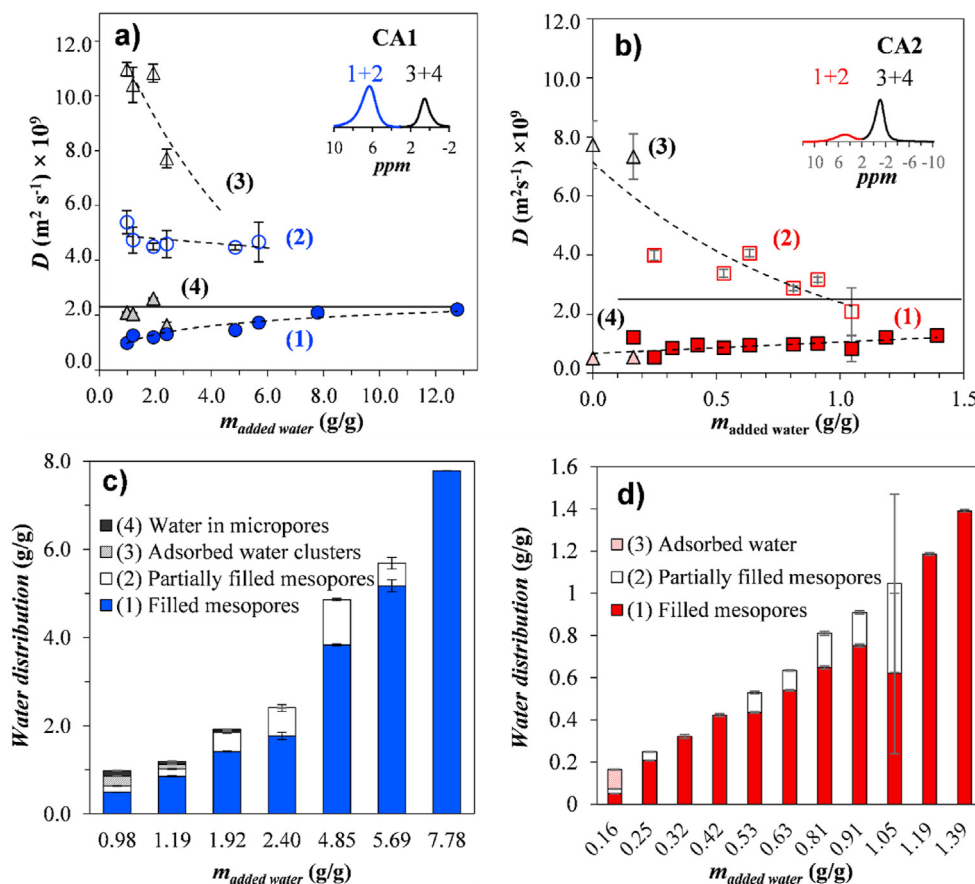 a)
CA1
1+2
3+4
10 6 2 -2
ppm
12.0
11.0
10.0
8.0
6.0
4.0
2.0
0.0
D (m² s⁻¹) × 10⁹
(3)
(2)
(4)
(1)
0.0 2.0 4.0 6.0 8.0 10.0 12.0
m added water (g/g)
b)
CA2
1+2
3+4
10 6 2 -2 -6 -10
ppm
12.0
10.0
8.0
6.0
4.0
2.0
0.0
D (m² s⁻¹) ×10⁹
(3)
(2)
(4)
(1)
0.0 0.5 1.0 1.5
m added water (g/g)
c)
8.0
6.0
4.0
2.0
0.0
Water distribution (g/g)
(4) Water in micropores
(3) Adsorbed water clusters
(2) Partially filled mesopores
(1) Filled mesopores
0.98 1.19 1.92 2.40 4.85 5.69 7.78
m added water (g/g)
d)
1.6
1.4
1.2
1
0.8
0.6
0.4
0.2
0
Water distribution (g/g)
(3) Adsorbed water
(2) Partially filled mesopores
(1) Filled mesopores
0.16 0.25 0.32 0.42 0.53 0.63 0.81 0.91 1.05 1.19 1.39
m added water (g/g)